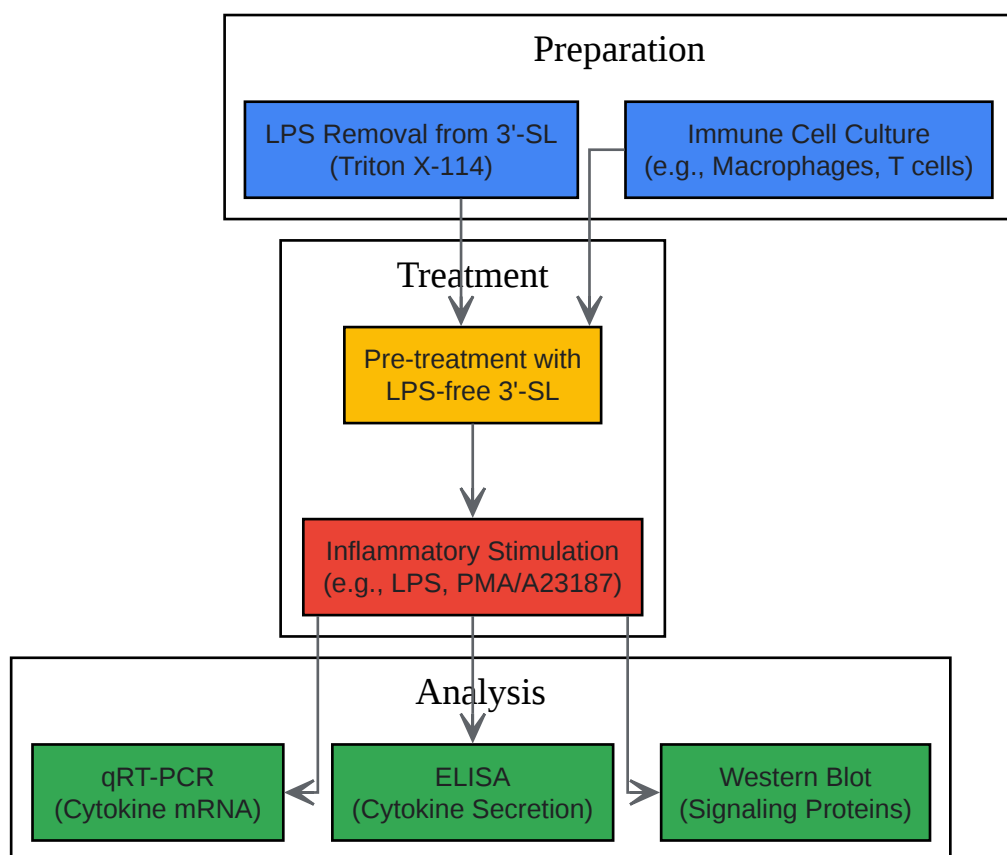 Preparation
LPS Removal from 3'-SL
(Triton X-114)
Immune Cell Culture
(e.g., Macrophages, T cells)
Treatment
Pre-treatment with
LPS-free 3'-SL
Inflammatory Stimulation
(e.g., LPS, PMA/A23187)
Analysis
qRT-PCR
(Cytokine mRNA)
ELISA
(Cytokine Secretion)
Western Blot
(Signaling Proteins)